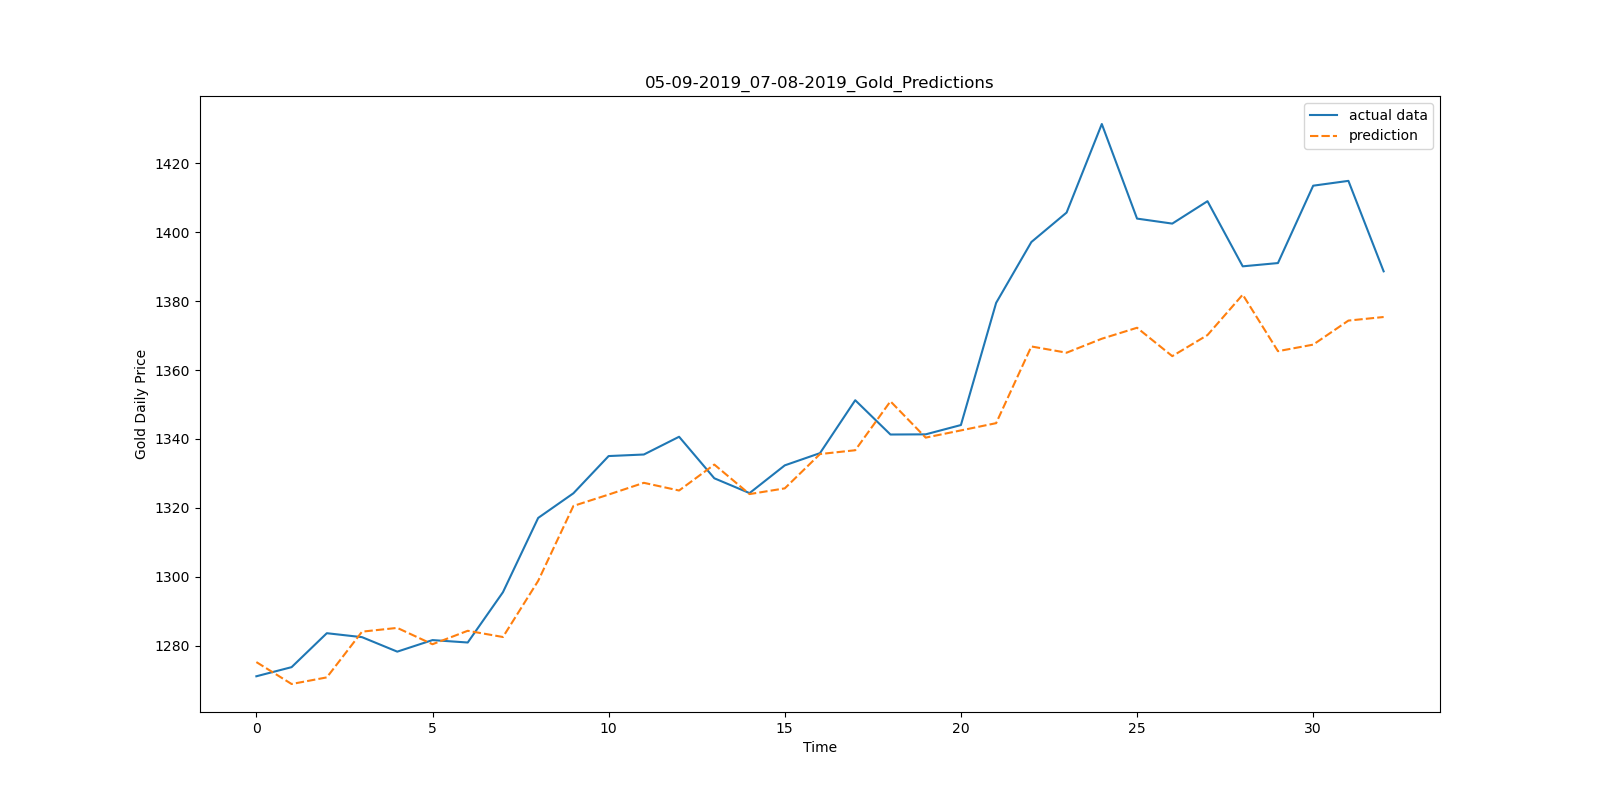 05-09-2019_07-08-2019_Gold_Predictions
actual data
prediction
1420
1400
1380
1360
1340
1320
1300
1280
Gold Daily Price
0 5 10 15 20 25 30
Time